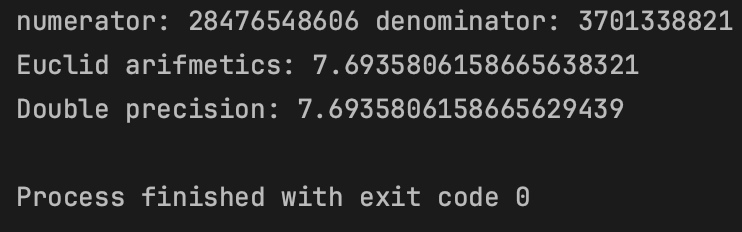 numerator: 28476548606 denominator: 3701338821
Euclid arifmetics: 7.6935806158665638321
Double precision: 7.6935806158665629439
Process finished with exit code 0